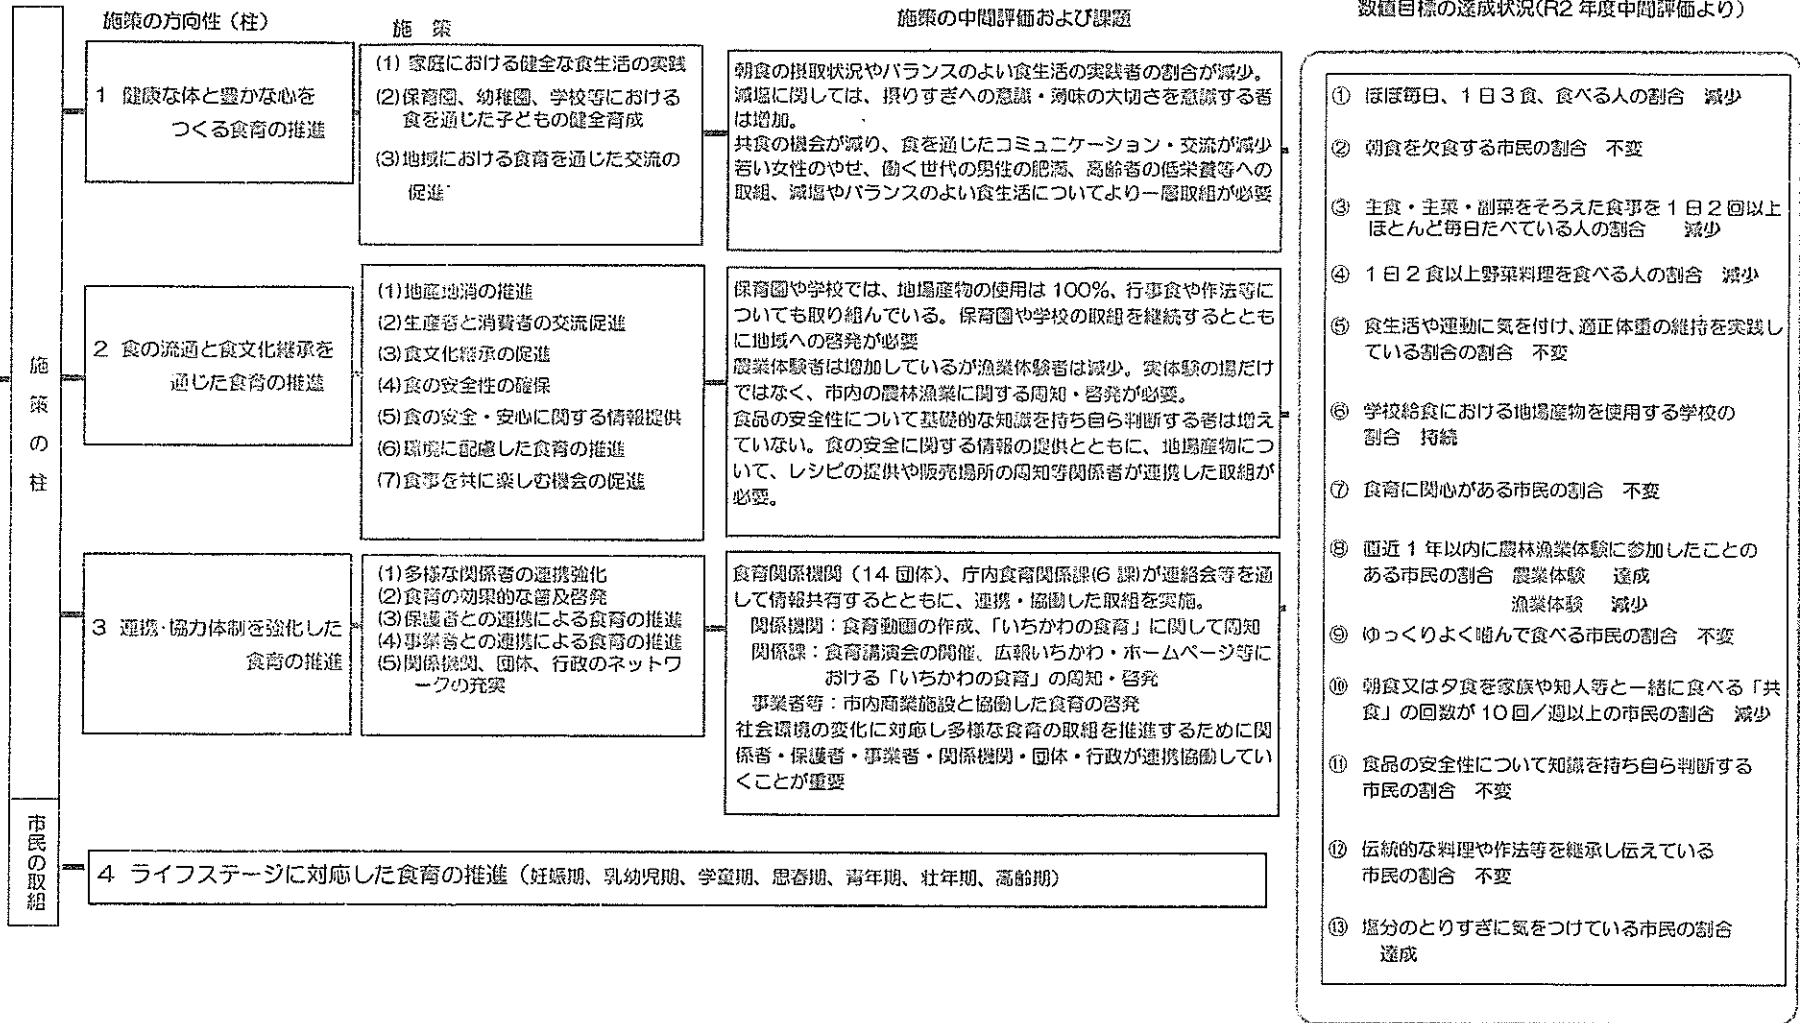 施策の方向性（柱）
施 策
施策の中間評価および課題
数値目標の達成状況(R2 年度中間評価より)
施策の柱
1 健康な体と豊かな心を
つくる食育の推進
(1) 家庭における健全な食生活の実践
(2)保育園、幼稚園、学校等における
食を通じた子どもの健全育成
(3)地域における食育を通じた交流の
促進
朝食の摂取状況やバランスのよい食生活の実践者の割合が減少。
減塩に関しては、摂りすぎへの意識・薄味の大切さを意識する者
は増加。
共食の機会が減り、食を通じたコミュニケーション・交流が減少
若い女性のやせ、働く世代の男性の肥満、高齢者の低栄養等への
取組、減塩やバランスのよい食生活についてより一層取組が必要
2 食の流通と食文化継承を
通じた食育の推進
(1)地産地消の推進
(2)生産者と消費者の交流促進
(3)食文化継承の促進
(4)食の安全性の確保
(5)食の安全・安心に関する情報提供
(6)環境に配慮した食育の推進
(7)食事を共に楽しむ機会の促進
保育園や学校では、地場産物の使用は 100%、行事食や作法等に
ついても取り組んでいる。保育園や学校の取組を継続するととも
に地域への啓発が必要
農業体験者は増加しているが漁業体験者は減少。実体験の場だけ
ではなく、市内の農林漁業に関する周知・啓発が必要。
食品の安全性について基礎的な知識を持ち自ら判断する者は増え
ていない。食の安全に関する情報の提供とともに、地場産物につ
いて、レシピの提供や販売場所の周知等関係者が連携した取組が
必要。
3 連携・協力体制を強化した
食育の推進
(1)多様な関係者の連携強化
(2)食育の効果的な普及啓発
(3)保護者との連携による食育の推進
(4)事業者との連携による食育の推進
(5)関係機関、団体、行政のネットワ
ークの充実
食育関係機関（14 団体）、庁内食育関係課(6 課)が連絡会等を通
して情報共有するとともに、連携・協働した取組を実施。
関係機関：食育動画の作成、「いちかわの食育」に関して周知
関係課：食育講演会の開催、広報いちかわ・ホームページ等に
おける「いちかわの食育」の周知・啓発
事業者等：市内商業施設と協働した食育の啓発
社会環境の変化に対応し多様な食育の取組を推進するために関
係者・保護者・事業者・関係機関・団体・行政が連携協働してい
くことが重要
市民の取組
4 ライフステージに対応した食育の推進（妊娠期、乳幼児期、学童期、思春期、青年期、壮年期、高齢期）
① ほぼ毎日、1 日 3 食、食べる人の割合 減少
② 朝食を欠食する市民の割合 不変
③ 主食・主菜・副菜をそろえた食事を 1 日 2 回以上
ほとんど毎日たべている人の割合 減少
④ 1 日 2 食以上野菜料理を食べる人の割合 減少
⑤ 食生活や運動に気を付け、適正体重の維持を実践し
ている割合の割合 不変
⑥ 学校給食における地場産物を使用する学校の
割合 持続
⑦ 食育に関心がある市民の割合 不変
⑧ 直近 1 年以内に農林漁業体験に参加したことの
ある市民の割合 農業体験 達成
漁業体験 減少
⑨ ゆっくりよく噛んで食べる市民の割合 不変
⑩ 朝食又は夕食を家族や知人等と一緒に食べる「共
食」の回数が 10 回／週以上の市民の割合 減少
⑪ 食品の安全性について知識を持ち自ら判断する
市民の割合 不変
⑫ 伝統的な料理や作法等を継承し伝えている
市民の割合 不変
⑬ 塩分のとりすぎに気をつけている市民の割合
達成